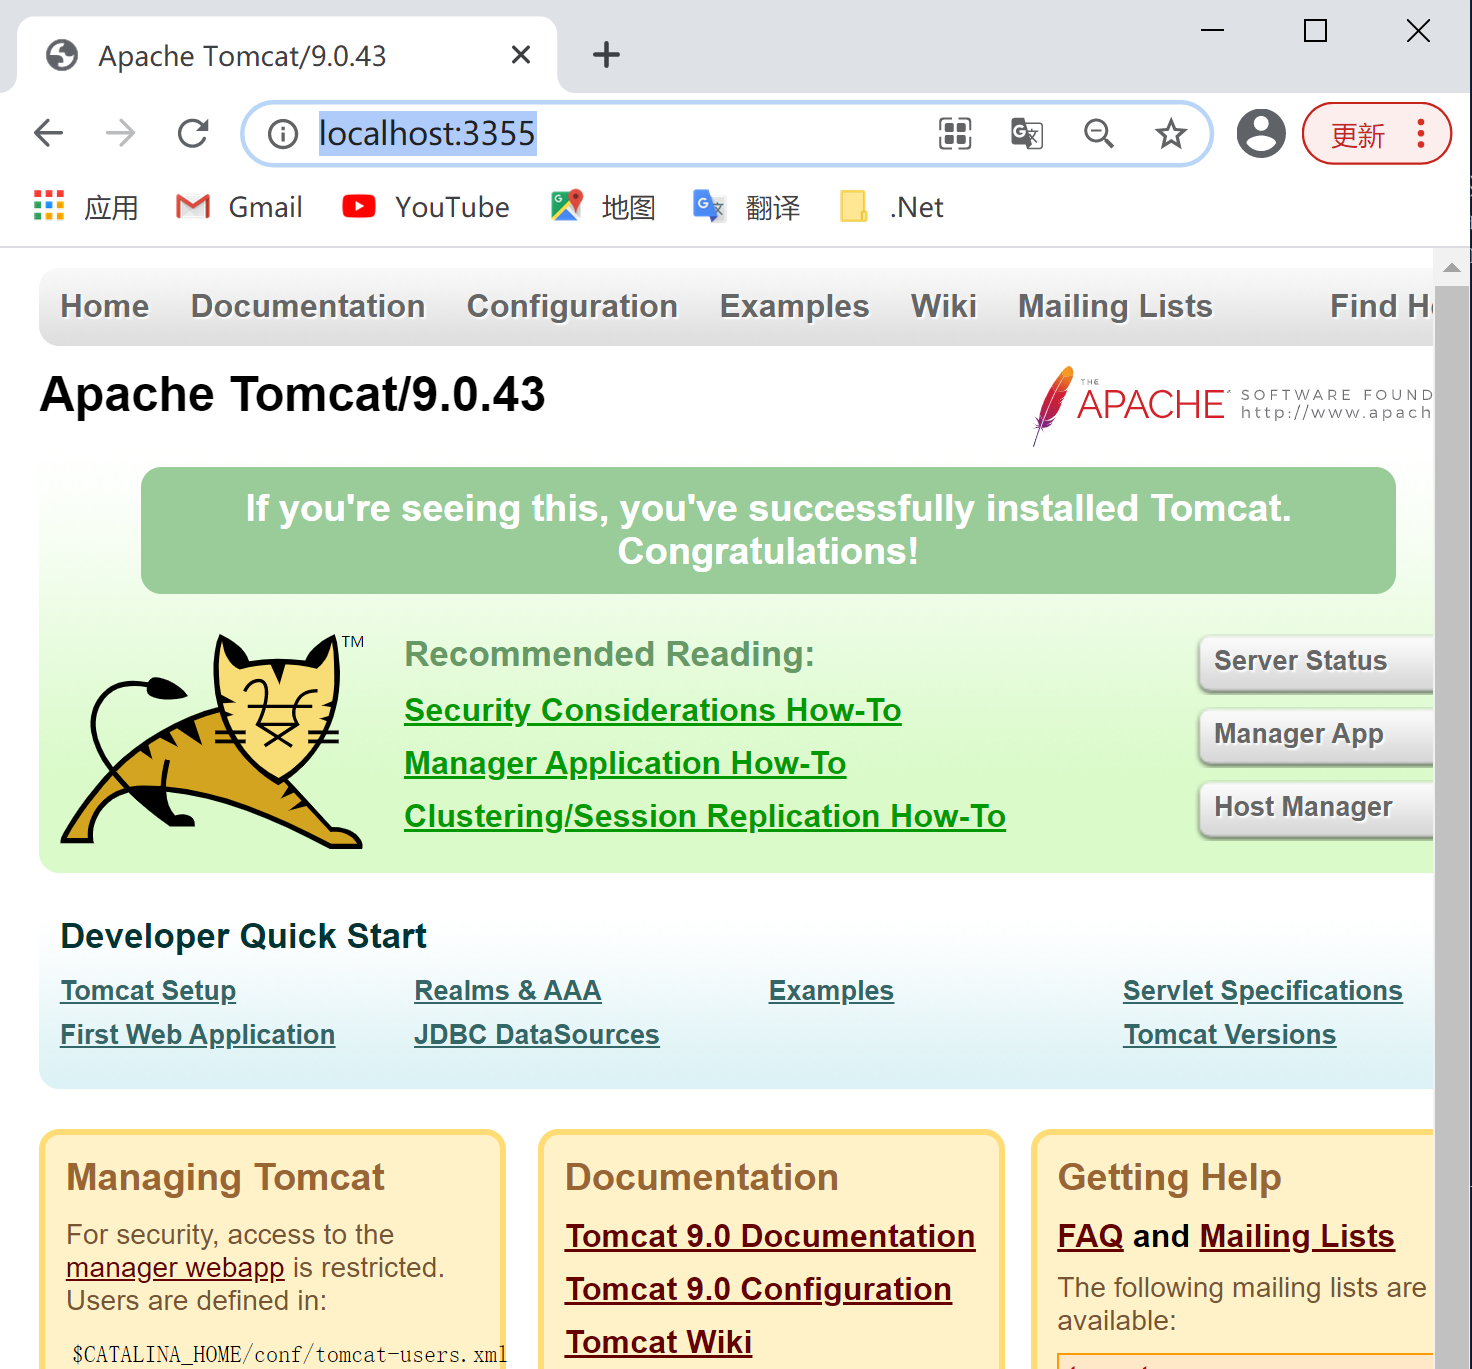 Apache Tomcat/9.0.43
localhost:3355
更新
应用 Gmail YouTube 地图 翻译 .Net
Home Documentation Configuration Examples Wiki Mailing Lists Find
Apache Tomcat/9.0.43
THE APACHE SOFTWARE FOUND
http://www.apach
If you're seeing this, you've successfully installed Tomcat.
Congratulations!
TM
Recommended Reading:
Security Considerations How-To
Manager Application How-To
Clustering/Session Replication How-To
Server Status
Manager App
Host Manager
Developer Quick Start
Tomcat Setup Realms & AAA Examples Servlet Specifications
First Web Application JDBC DataSources Tomcat Versions
Managing Tomcat
For security, access to the
manager webapp is restricted.
Users are defined in:
$CATALINA_HOME/conf/tomcat-users.xml
Documentation
Tomcat 9.0 Documentation
Tomcat 9.0 Configuration
Tomcat Wiki
Getting Help
FAQ and Mailing Lists
The following mailing lists are
available: